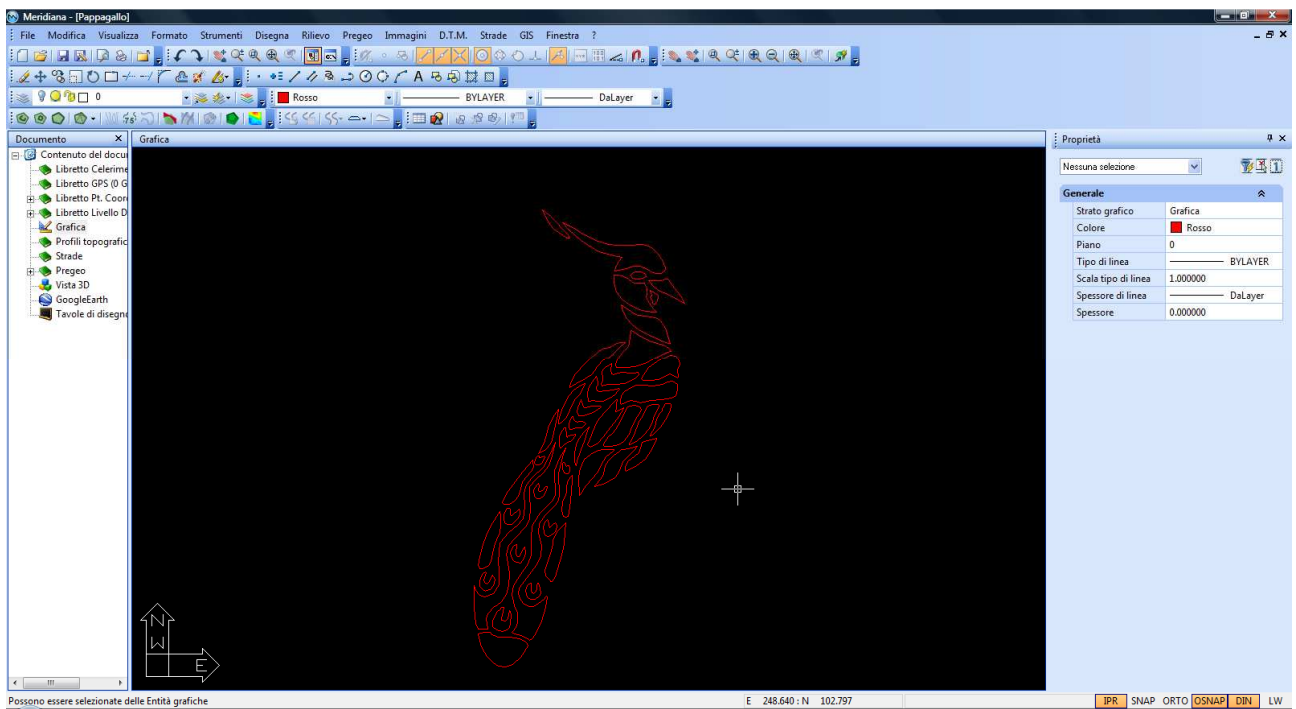 Meridiana - [Pappagallo]
File Modifica Visualizza Formato Strumenti Disegna Rilievo Pregeo Immagini D.T.M. Strade GIS Finestra ?
0 Rosso BYLAYER DaLayer
Documento
Contenuto del docu
Libretto Celerime
Libretto GPS (0 G
Libretto Pt. Coor
Libretto Livello D
Grafica
Profili topografic
Strade
Pregeo
Vista 3D
GoogleEarth
Tavole di disegno
Grafica
N
W
E
Proprietà
Nessuna selezione
Generale
Strato grafico Grafica
Colore Rosso
Piano 0
Tipo di linea BYLAYER
Scala tipo di linea 1.000000
Spessore di linea DaLayer
Spessore 0.000000
Possono essere selezionate delle Entità grafiche E 248.640 : N 102.797 IPR SNAP ORTO OSNAP DIN LW